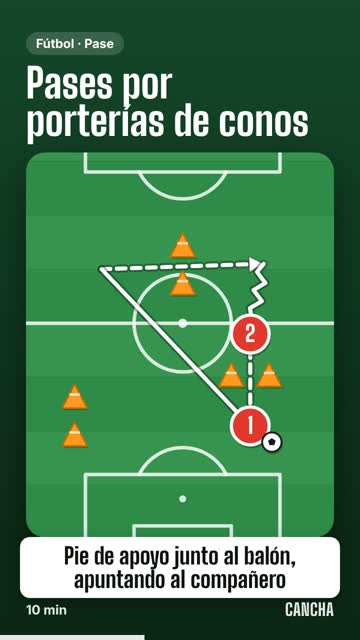 Fútbol · Pase
Pases por
porterías de conos
2
1
Pie de apoyo junto al balón,
apuntando al compañero
10 min
CANCHA